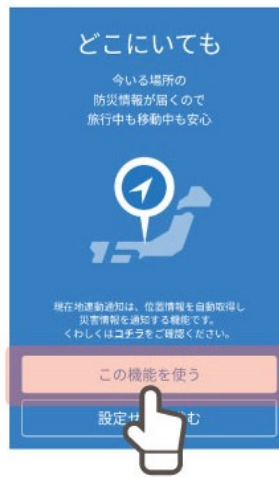 どこにいても
今いる場所の
防災情報が届くので
旅行中も移動中も安心
現在地連動通知は、位置情報を自動取得し
災害情報を通知する機能です。
くわしくはコチラをご確認ください。
この機能を使う
設定せ む